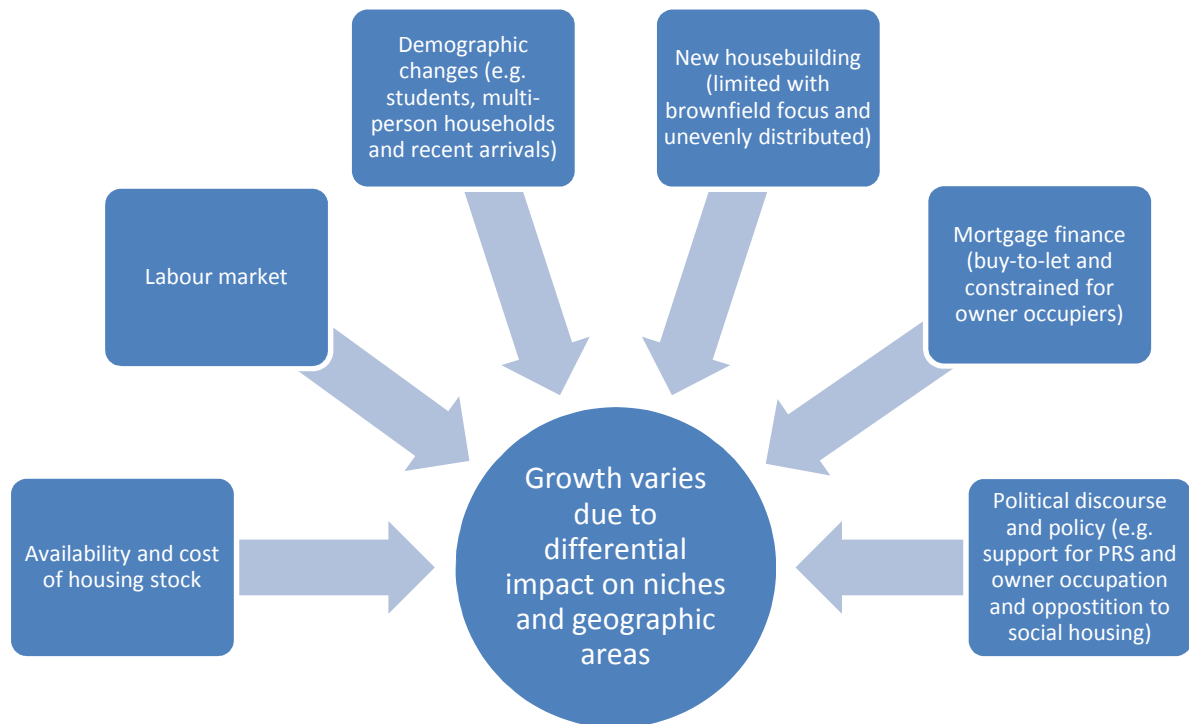 Demographic
changes (e.g.
students, multi-
person households
and recent arrivals)
New housebuilding
(limited with
brownfield focus and
unevenly distributed)
Labour market
Mortgage finance
(buy-to-let and
constrained for
owner occupiers)
Availability and cost
of housing stock
Growth varies
due to
differential
impact on niches
and geographic
areas
Political discourse
and policy (e.g.
support for PRS and
owner occupation
and oppostition to
social housing)